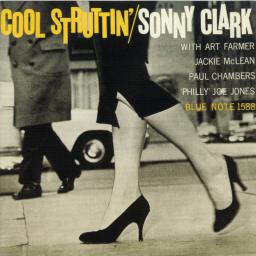 COOL STRUTTIN'/SONNY CLARK
WITH ART FARMER
JACKIE McLEAN
PAUL CHAMBERS
'PHILLY' JOE JONES
BLUE NOTE 1588